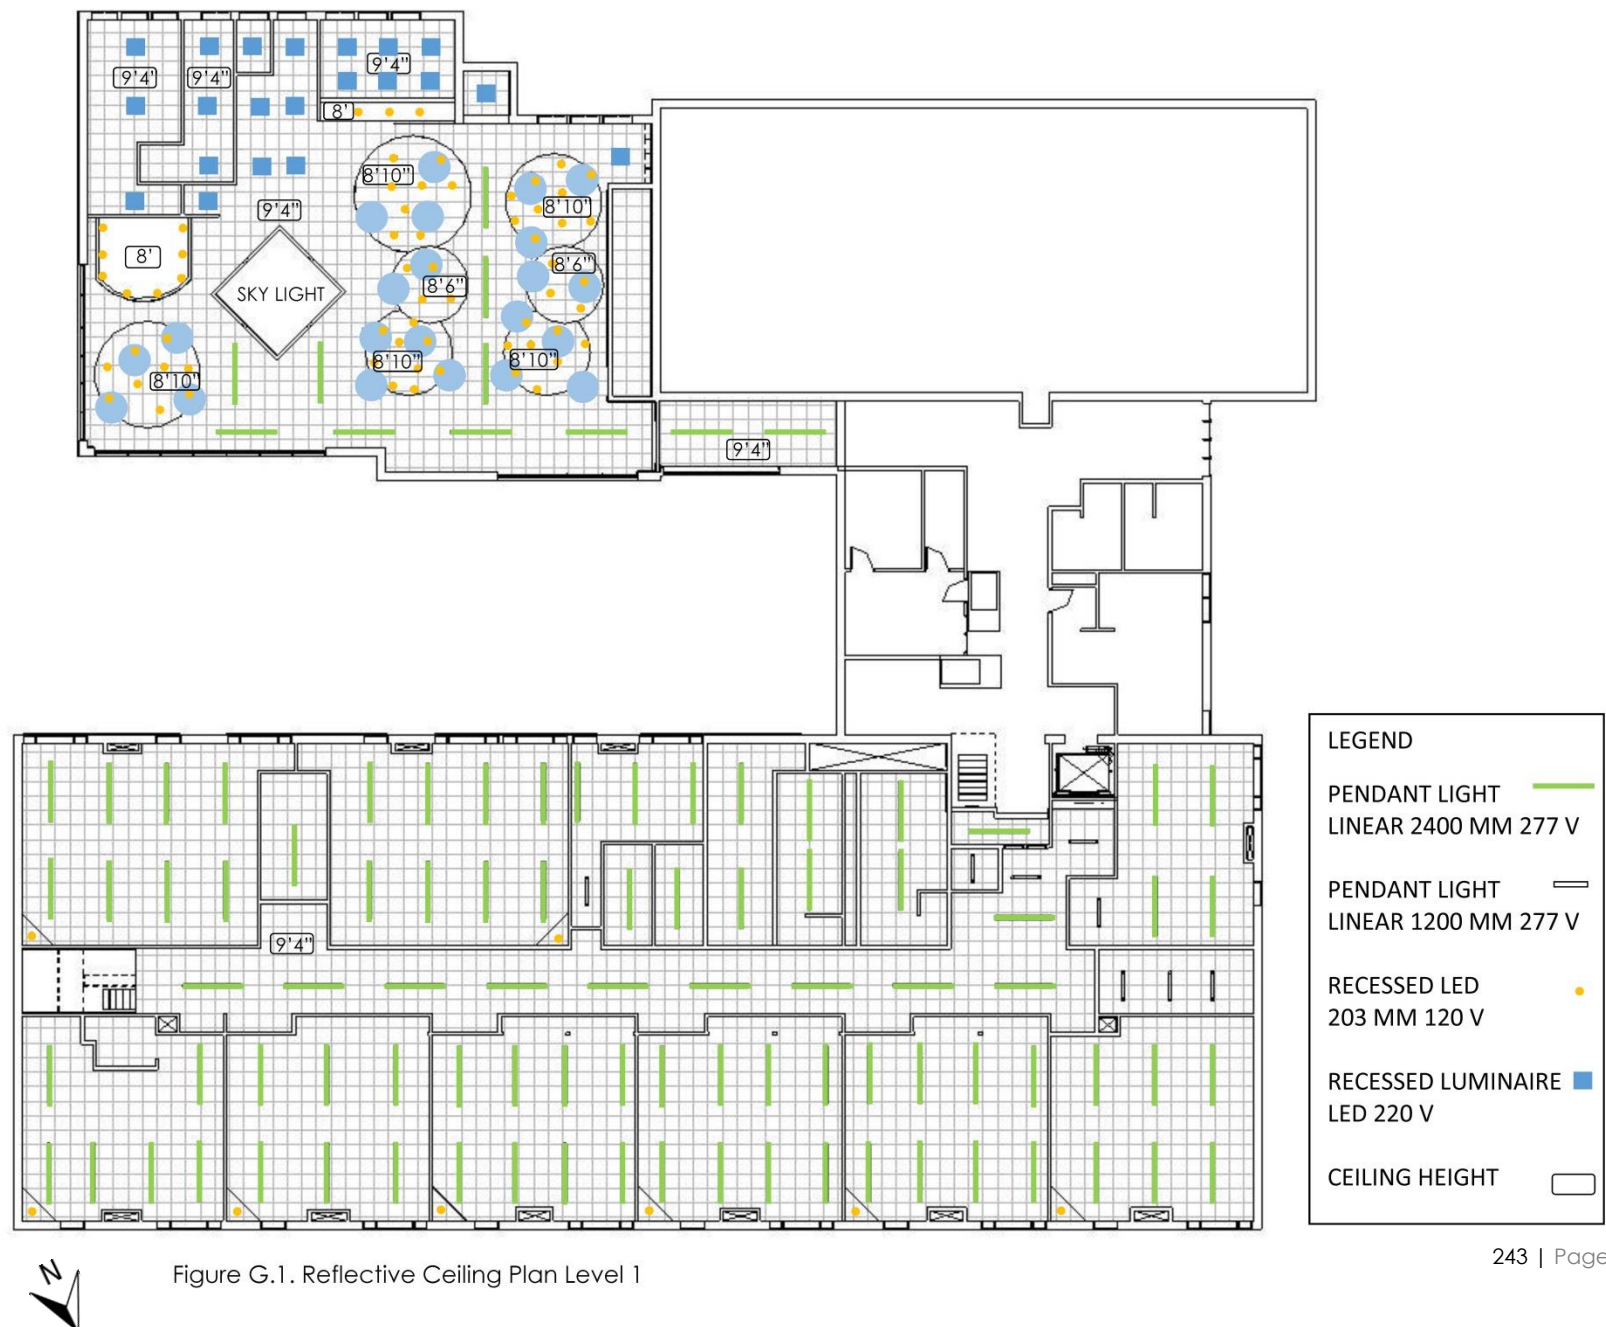 9'4'
9'4"
9'4"
8'
8'10"
8'10"
9'4"
8'
8'6"
8'6"
SKY LIGHT
8'10"
8'10"
8'10"
9'4"
9'4"
LEGEND
PENDANT LIGHT
LINEAR 2400 MM 277 V
PENDANT LIGHT
LINEAR 1200 MM 277 V
RECESSED LED
203 MM 120 V
RECESSED LUMINAIRE
LED 220 V
CEILING HEIGHT
243 | Page
N
Figure G.1. Reflective Ceiling Plan Level 1